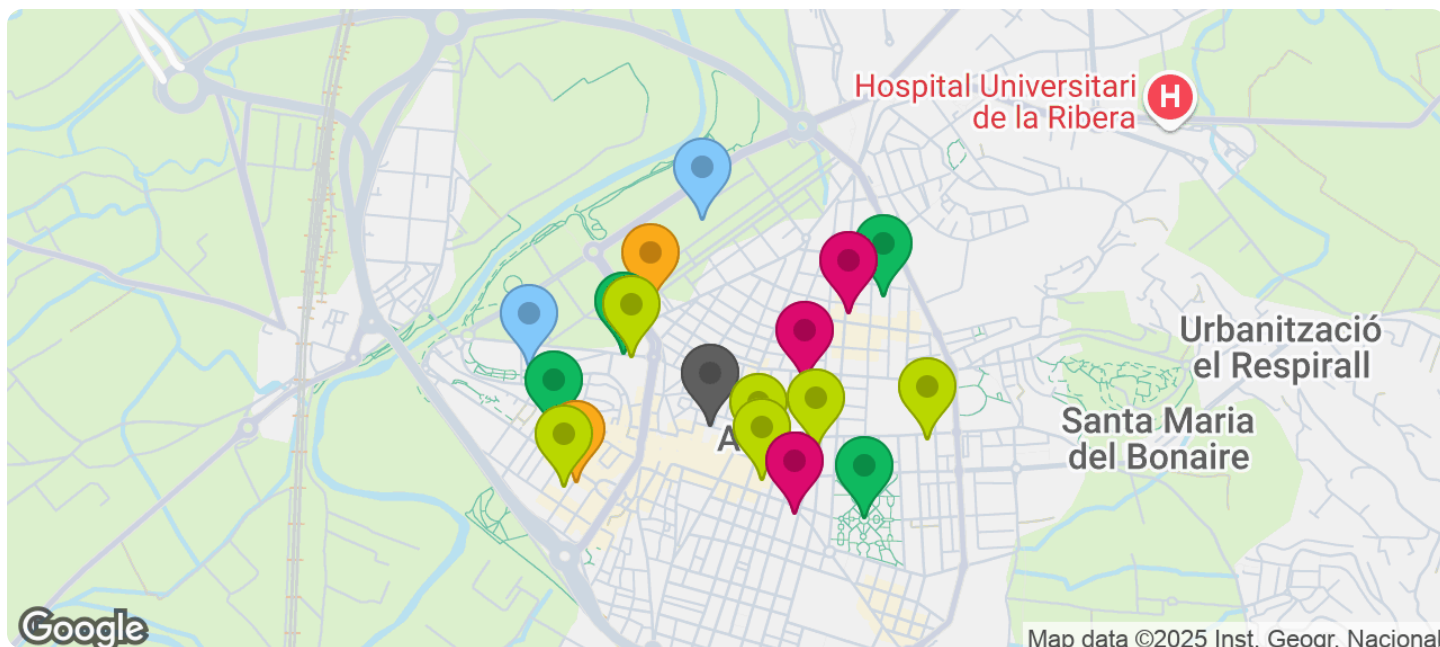 Hospital Universitari
de la Ribera
H
Urbanització
el Respirall
Santa Maria
del Bonaire
A
Google
Map data ©2025 Inst. Geogr. Nacional